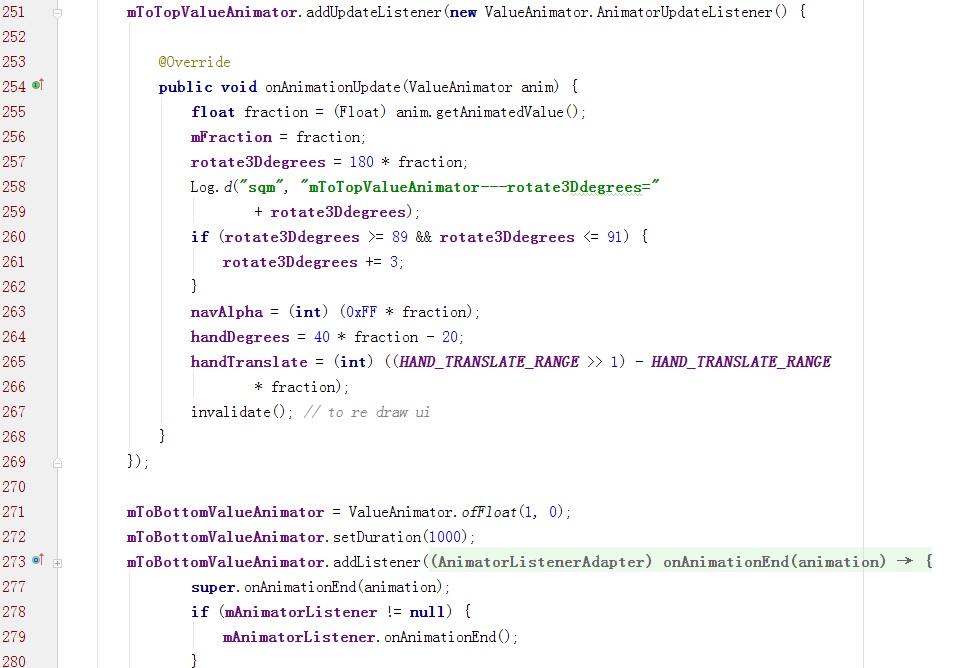 251 mToTopValueAnimator.addUpdateListener(new ValueAnimator.AnimatorUpdateListener() {
252
253 @Override
254 public void onAnimationUpdate(ValueAnimator anim) {
255 float fraction = (Float) anim.getAnimatedValue();
256 mFraction = fraction;
257 rotate3Ddegrees = 180 * fraction;
258 Log.d("sqm", "mToTopValueAnimator---rotate3Ddegrees="
259 + rotate3Ddegrees);
260 if (rotate3Ddegrees >= 89 && rotate3Ddegrees <= 91) {
261 rotate3Ddegrees += 3;
262 }
263 navAlpha = (int) (0xFF * fraction);
264 handDegrees = 40 * fraction - 20;
265 handTranslate = (int) ((HAND_TRANSLATE_RANGE >> 1) - HAND_TRANSLATE_RANGE
266 * fraction);
267 invalidate(); // to re draw ui
268 }
269 });
270
271 mToBottomValueAnimator = ValueAnimator.ofFloat(1, 0);
272 mToBottomValueAnimator.setDuration(1000);
273 mToBottomValueAnimator.addListener((AnimatorListenerAdapter) onAnimationEnd(animation) → {
277 super.onAnimationEnd(animation);
278 if (mAnimatorListener != null) {
279 mAnimatorListener.onAnimationEnd();
280 }